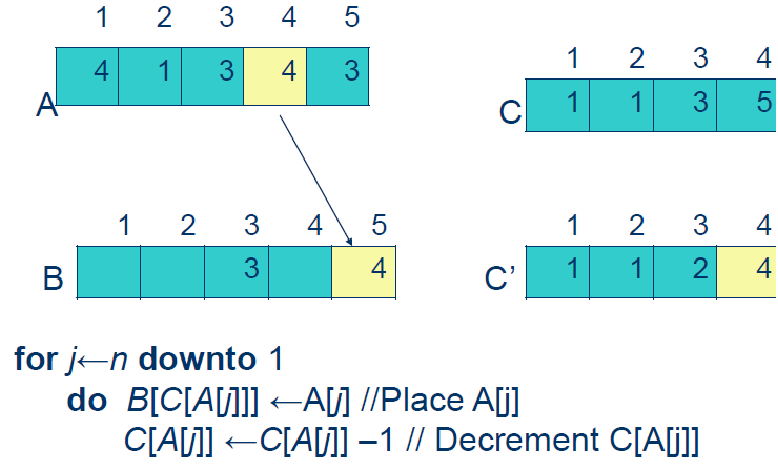 1 2 3 4 5
A 4 1 3 4 3
1 2 3 4
C 1 1 3 5
1 2 3 4 5
B 3 4
1 2 3 4
C’ 1 1 2 4
for j←n downto 1
do B[C[A[j]]] ←A[j] //Place A[j]
C[A[j]] ←C[A[j]] –1 // Decrement C[A[j]]